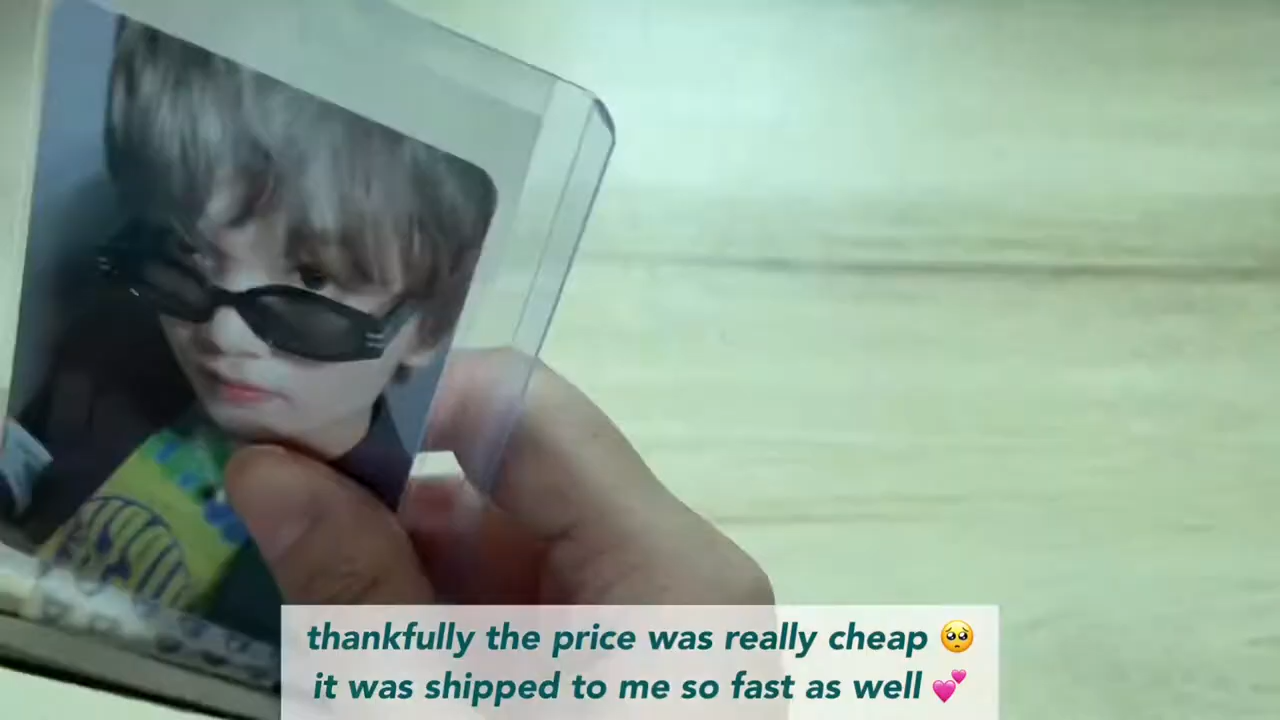 thankfully the price was really cheap 🥺
it was shipped to me so fast as well 💕